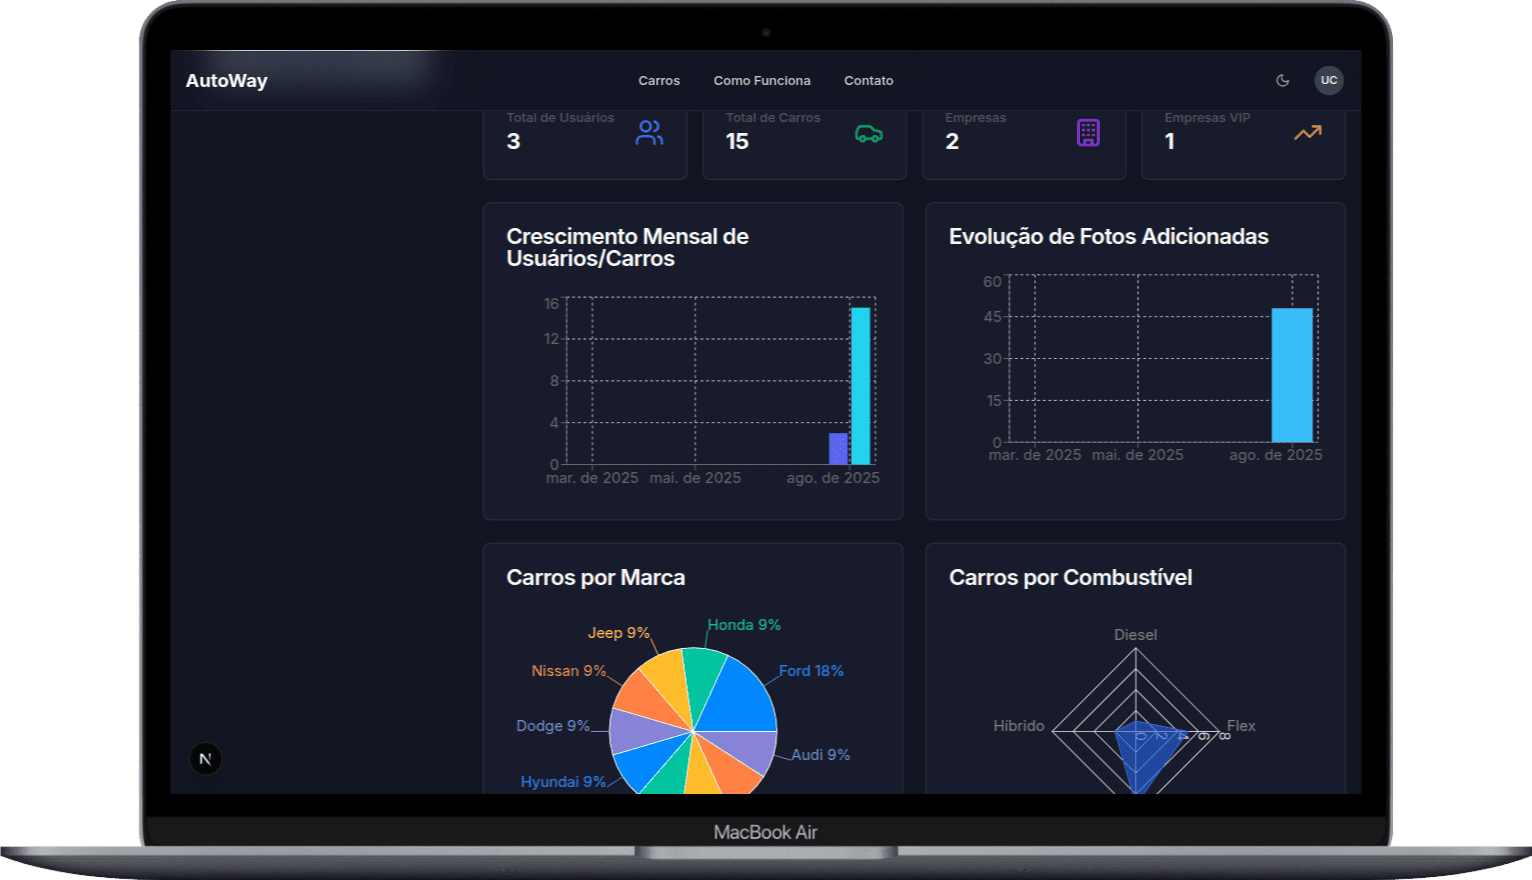 AutoWay
Carros
Como Funciona
Contato
UC
Total de Usuários
3
Total de Carros
15
Empresas
2
Empresas VIP
1
Crescimento Mensal de
Usuários/Carros
16
12
8
4
0
mar. de 2025
mai. de 2025
ago. de 2025
Evolução de Fotos Adicionadas
60
45
30
15
0
mar. de 2025
mai. de 2025
ago. de 2025
Carros por Marca
Honda 9%
Jeep 9%
Ford 18%
Nissan 9%
Dodge 9%
Audi 9%
Hyundai 9%
Carros por Combustível
Diesel
Híbrido
Flex
0
2
4
6
8
N
MacBook Air